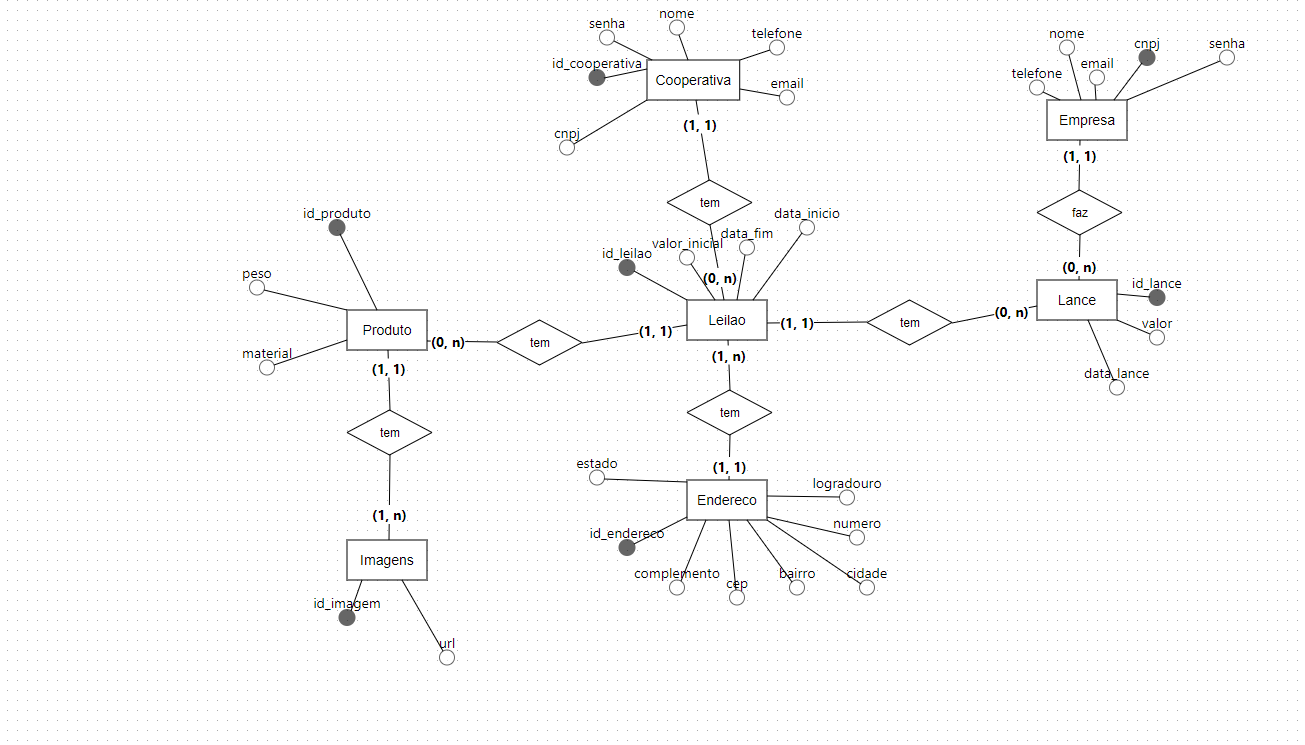 nome
senha
telefone
id_cooperativa
Cooperativa
email
cnpj
(1, 1)
tem
nome
cnpj
senha
email
telefone
Empresa
(1, 1)
faz
(0, n)
id_produto
peso
Produto
material
(0, n)
tem
(1, 1)
(1, 1)
tem
(1, n)
Imagens
id_imagem
url
data_inicio
data_fim
valor_inicial
id_leilao
(0, n)
Leilao
(1, 1)
tem
(0, n)
id_lance
Lance
valor
data_lance
(1, n)
tem
(1, 1)
estado
Endereco
logradouro
numero
id_endereco
complemento
cep
bairro
cidade